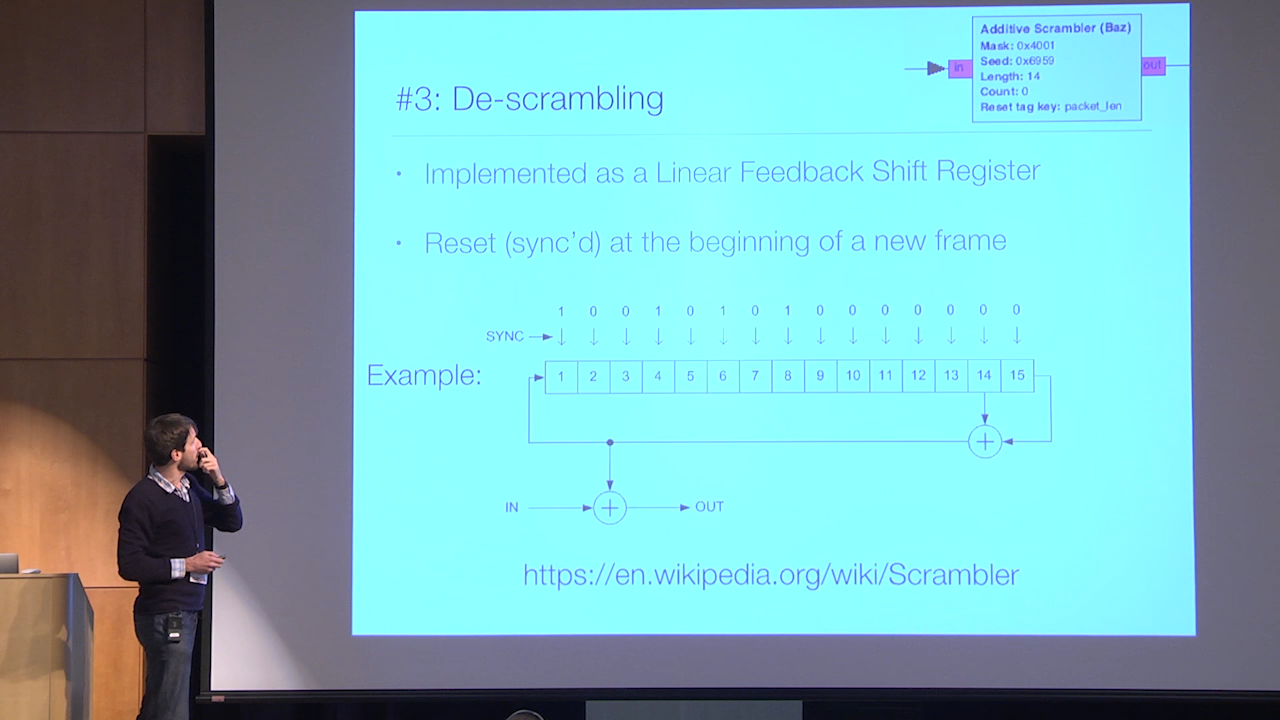 Additive Scrambler (Baz)
Mask: 0x4001
Seed: 0x6959
Length: 14
Count: 0
Reset tag key: packet_len
in
out
#3: De-scrambling
• Implemented as a Linear Feedback Shift Register
• Reset (sync'd) at the beginning of a new frame
1 0 0 1 0 1 0 1 0 0 0 0 0 0 0
SYNC
Example:
1 2 3 4 5 6 7 8 9 10 11 12 13 14 15
+
IN + OUT
https://en.wikipedia.org/wiki/Scrambler